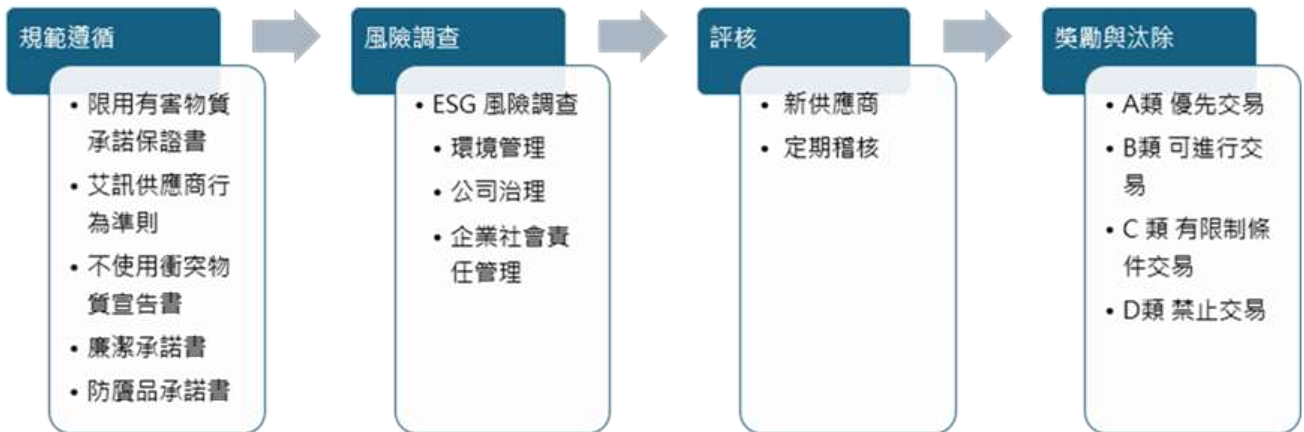 規範遵循
• 限用有害物質
承諾保證書
• 艾訊供應商行
為準則
• 不使用衝突物
質宣告書
• 廉潔承諾書
• 防贗品承諾書
風險調查
• ESG 風險調查
• 環境管理
• 公司治理
• 企業社會責
任管理
評核
• 新供應商
• 定期稽核
獎勵與汰除
• A類 優先交易
• B類 可進行交
易
• C 類 有限制條
件交易
• D類 禁止交易